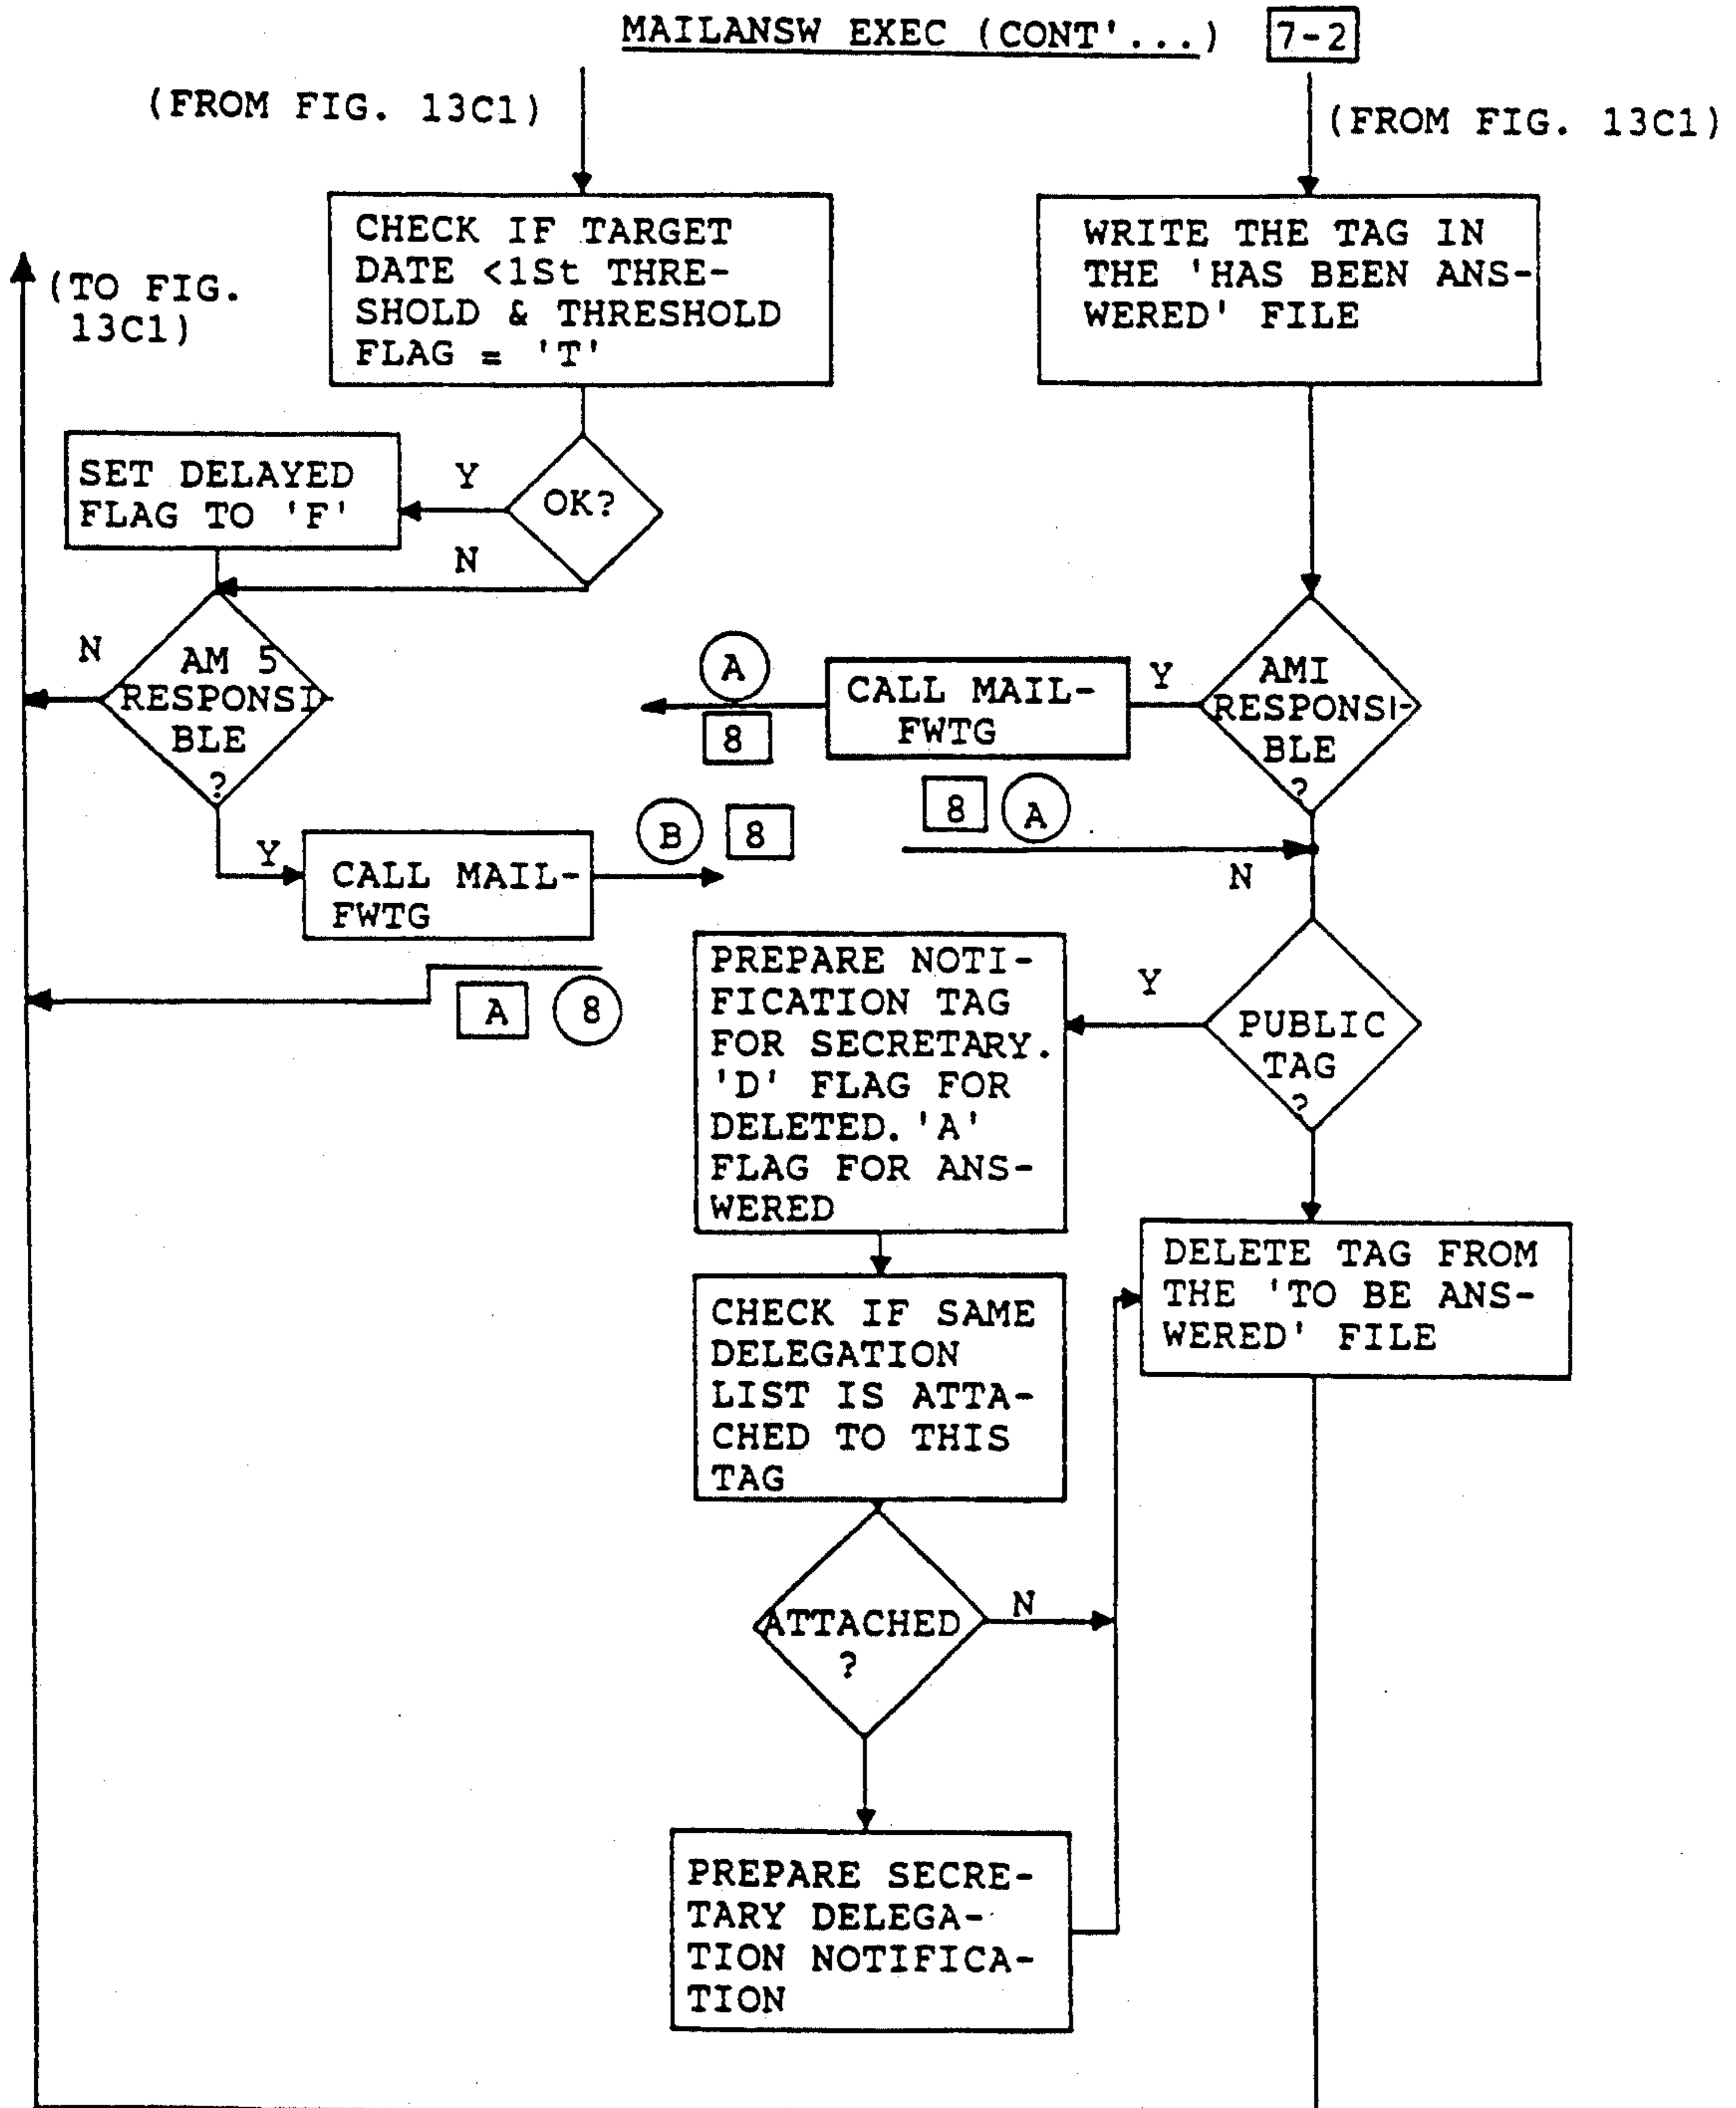 MAILANSW EXEC (CONT'...) 7-2
(FROM FIG. 13C1)
(FROM FIG. 13C1)
(TO FIG.
13C1)
CHECK IF TARGET
DATE <1St THRE-
SHOLD & THRESHOLD
FLAG = 'T'
WRITE THE TAG IN
THE 'HAS BEEN ANS-
WERED' FILE
SET DELAYED
FLAG TO 'F'
Y
OK?
N
N
AM 5
RESPONSI
BLE
?
Y
CALL MAIL-
FWTG
B 8
A 8
A
8
CALL MAIL-
FWTG
Y
AMI
RESPONSI-
BLE
?
8 A
N
PUBLIC
TAG
?
Y
PREPARE NOTI-
FICATION TAG
FOR SECRETARY.
'D' FLAG FOR
DELETED. 'A'
FLAG FOR ANS-
WERED
DELETE TAG FROM
THE 'TO BE ANS-
WERED' FILE
CHECK IF SAME
DELEGATION
LIST IS ATTA-
CHED TO THIS
TAG
ATTACHED
?
N
PREPARE SECRE-
TARY DELEGA-
TION NOTIFICA-
TION